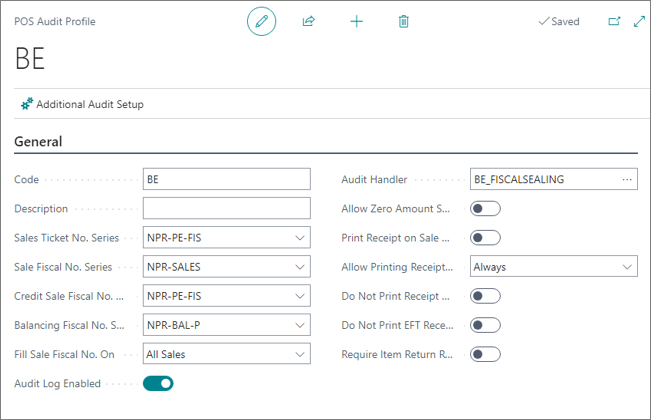 POS Audit Profile
Saved
BE
Additional Audit Setup
General
Code BE
Description
Sales Ticket No. Series NPR-PE-FIS
Sale Fiscal No. Series NPR-SALES
Credit Sale Fiscal No. ... NPR-PE-FIS
Balancing Fiscal No. S... NPR-BAL-P
Fill Sale Fiscal No. On All Sales
Audit Log Enabled
Audit Handler BE_FISCALSEALING ...
Allow Zero Amount S...
Print Receipt on Sale ...
Allow Printing Receipt... Always
Do Not Print Receipt ...
Do Not Print EFT Rece...
Require Item Return R...